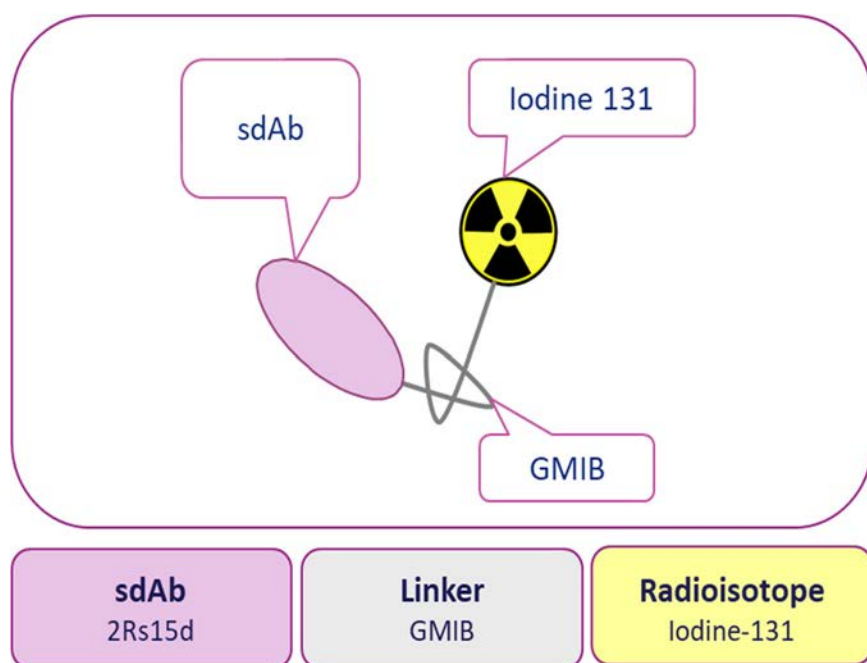 sdAb
Iodine 131
GMIB
sdAb
2Rs15d
Linker
GMIB
Radioisotope
Iodine-131